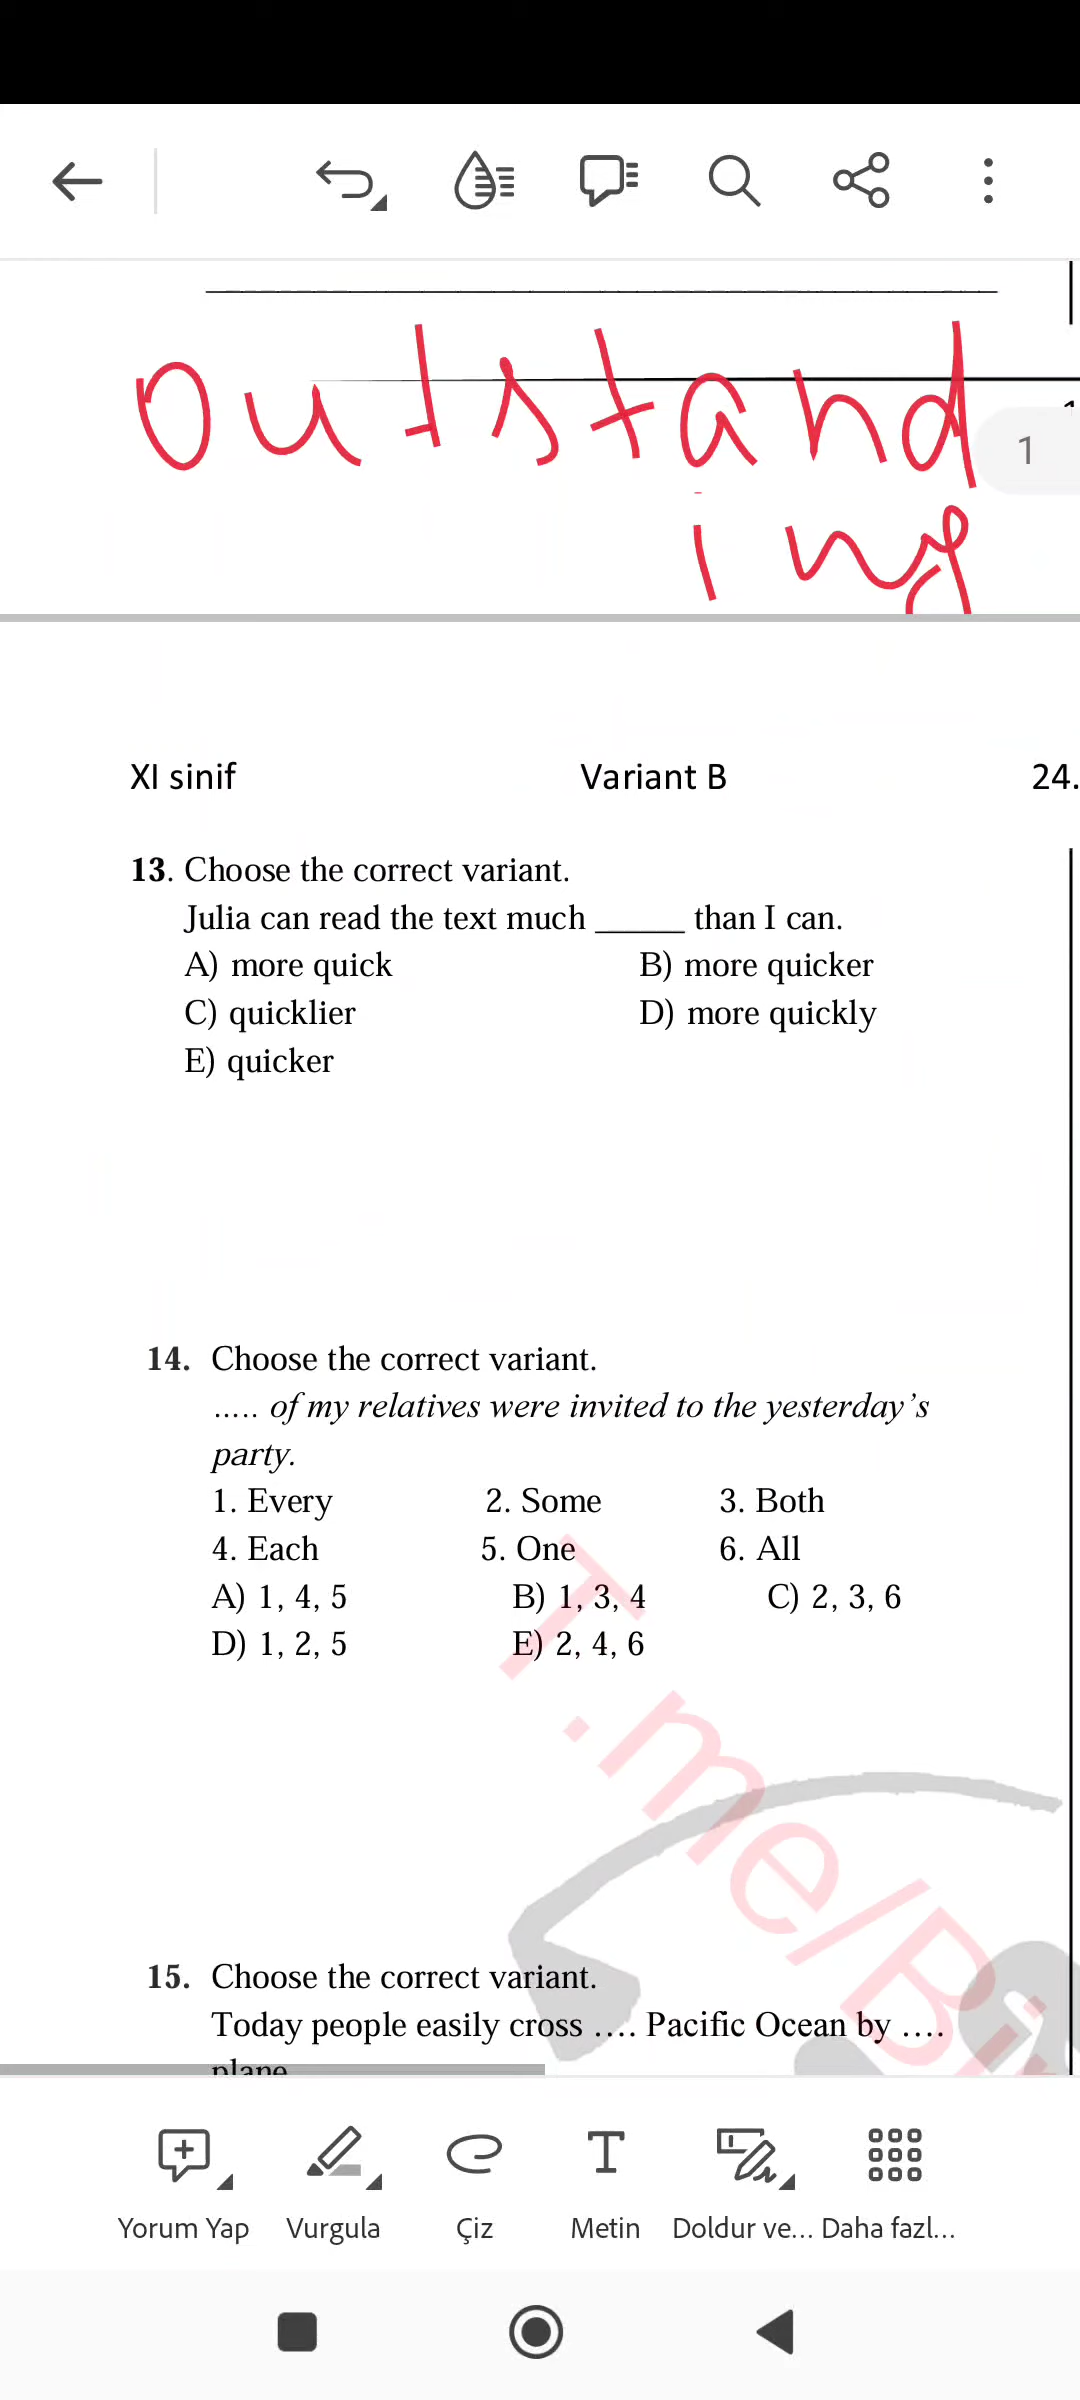 outstand
ing
1
XI sinif Variant B 24.
13. Choose the correct variant.
Julia can read the text much _____ than I can.
A) more quick B) more quicker
C) quicklier D) more quickly
E) quicker
14. Choose the correct variant.
..... of my relatives were invited to the yesterday's
party.
1. Every 2. Some 3. Both
4. Each 5. One 6. All
A) 1, 4, 5 B) 1, 3, 4 C) 2, 3, 6
D) 1, 2, 5 E) 2, 4, 6
T.me/Bi
15. Choose the correct variant.
Today people easily cross .... Pacific Ocean by ....
plane
Yorum Yap Vurgula Çiz Metin Doldur ve... Daha fazl...